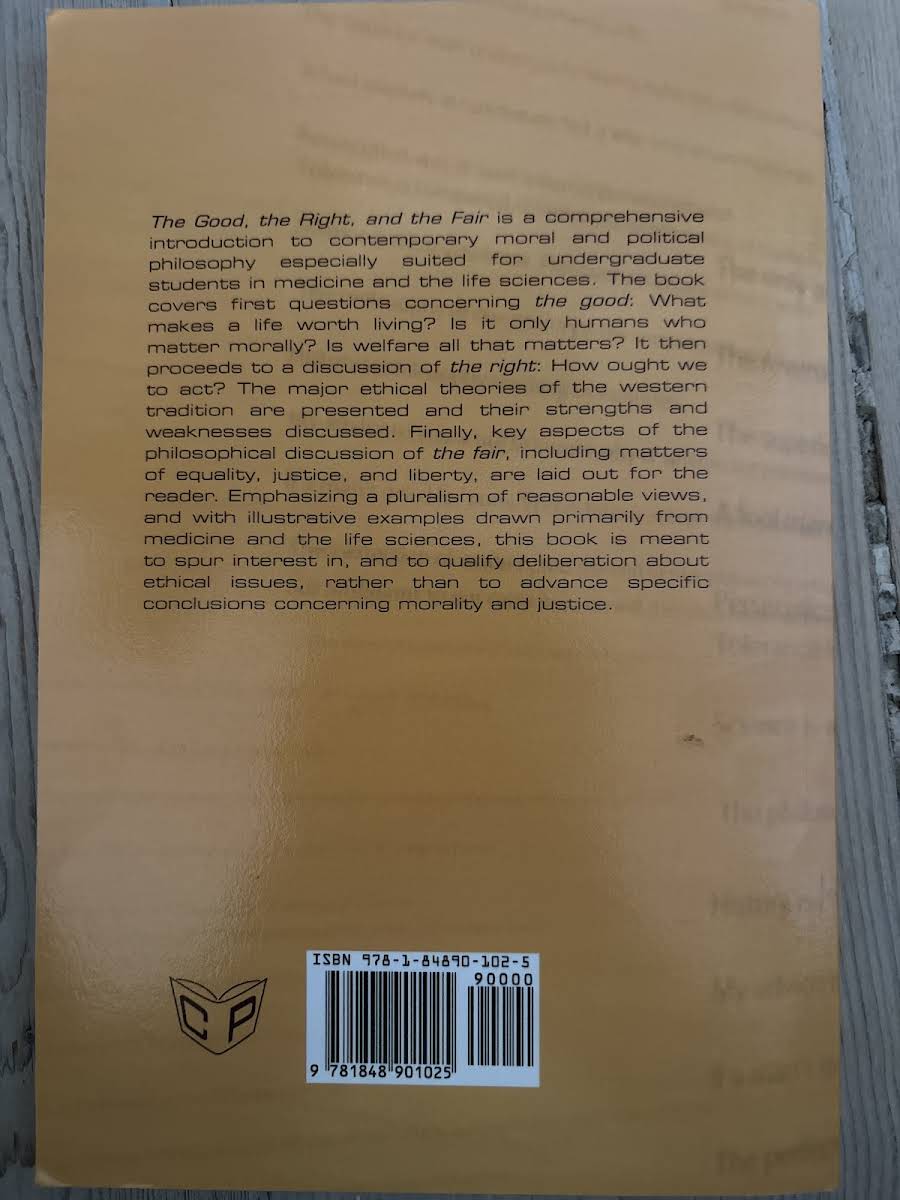 The Good, the Right, and the Fair is a comprehensive
introduction to contemporary moral and political
philosophy especially suited for undergraduate
students in medicine and the life sciences. The book
covers first questions concerning the good: What
makes a life worth living? Is it only humans who
matter morally? Is welfare all that matters? It then
proceeds to a discussion of the right: How ought we
to act? The major ethical theories of the western
tradition are presented and their strengths and
weaknesses discussed. Finally, key aspects of the
philosophical discussion of the fair, including matters
of equality, justice, and liberty, are laid out for the
reader. Emphasizing a pluralism of reasonable views,
and with illustrative examples drawn primarily from
medicine and the life sciences, this book is meant
to spur interest in, and to qualify deliberation about
ethical issues, rather than to advance specific
conclusions concerning morality and justice.
ISBN 978-1-84890-102-5
90000
9 781848 901025
CP